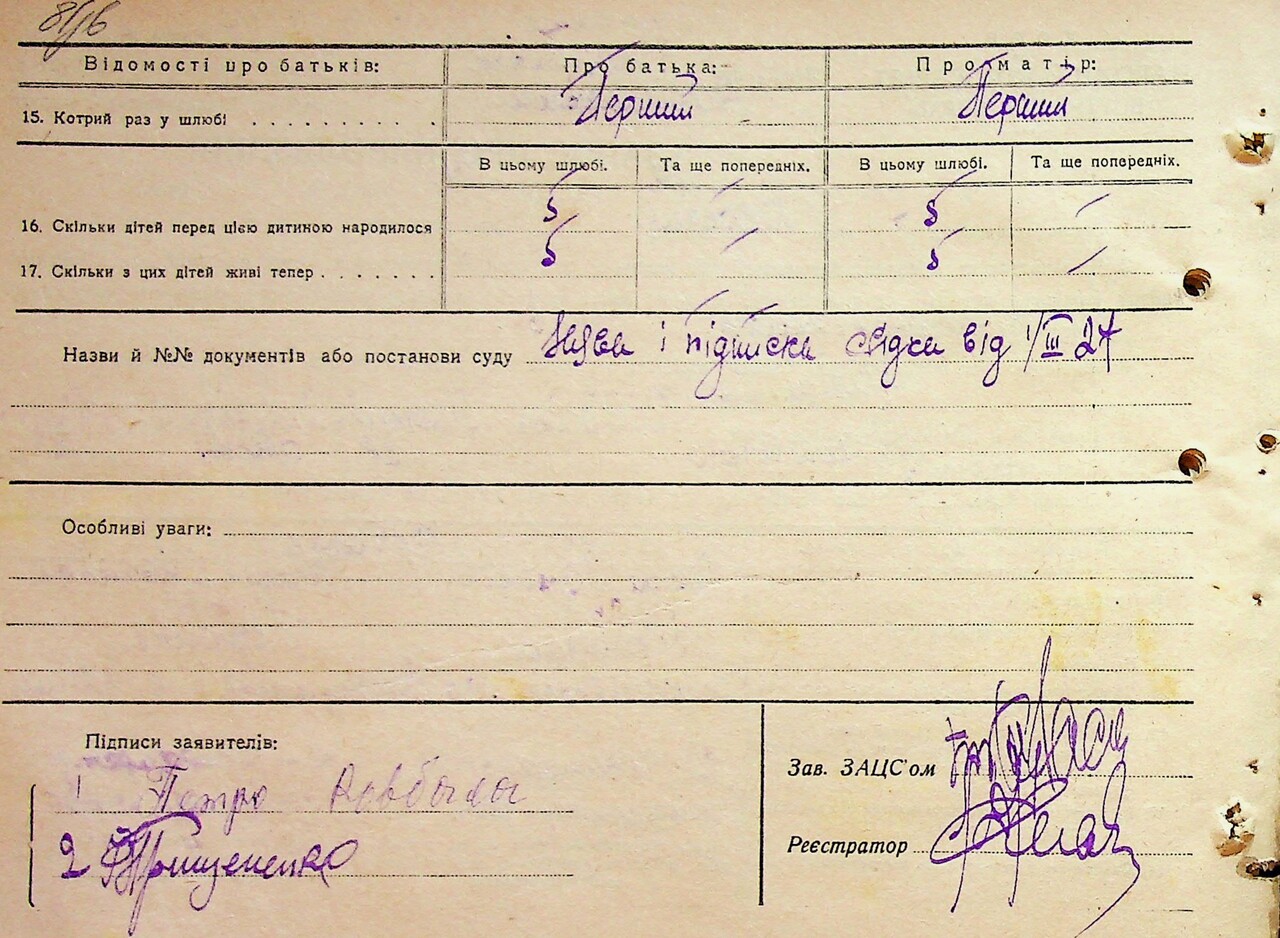 Відомості про батьків: Про батька: Про матір:
15. Котрий раз у шлюбі . . . . . . . . . . Перший Перший
В цьому шлюбі. Та ще попередніх. В цьому шлюбі. Та ще попередніх.
16. Скільки дітей перед цією дитиною народилося 5 / 5 /
17. Скільки з цих дітей живі тепер . . . . . . . 5 / 5 /
Назви й №№ документів або постанови суду Заява і підписка свідка від 1/III 27
Особливі уваги:
Підписи заявителів:
Зав. ЗАЦС'ом
1 Петро
2
Реєстратор